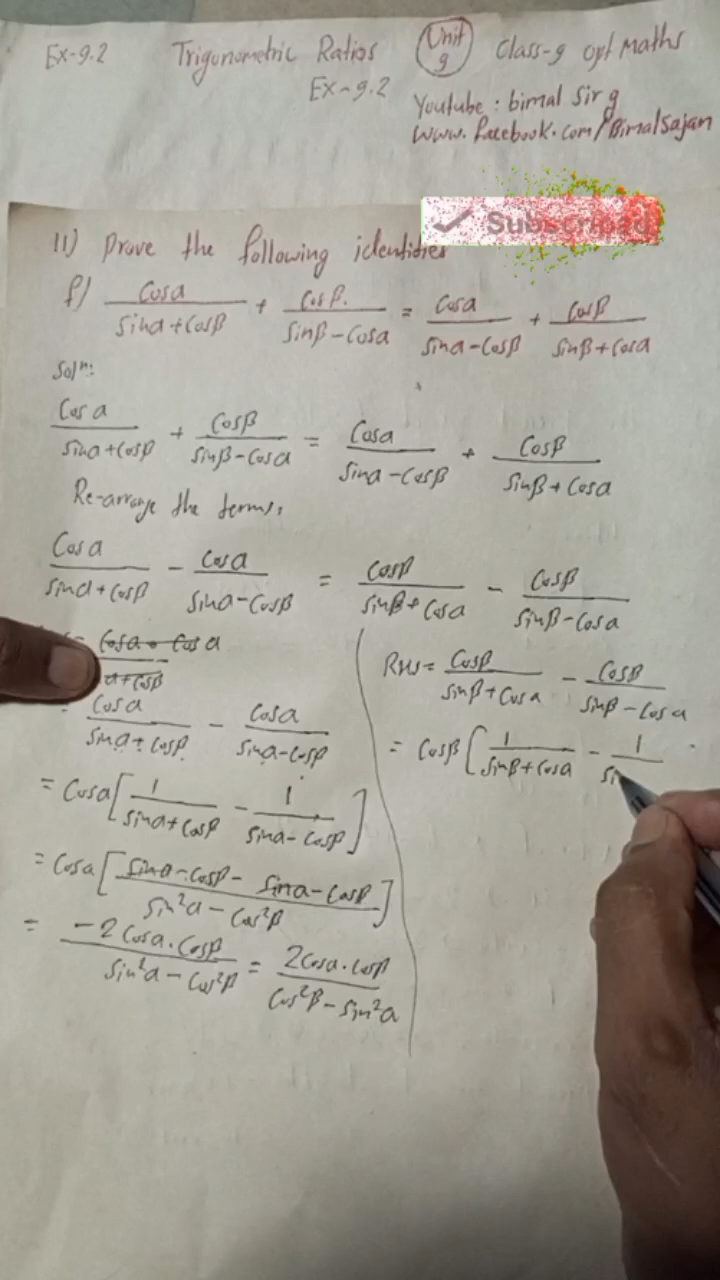 Ex-9.2 Trigonometric Ratios Unit 9 Class-9 opt Maths
Ex-9.2
Youtube: bimal Sir g
www.facebook.com/Bimalsajan
Subscribed
11) Prove the following identities
f) Cosα/(Sinα+Cosβ) + Cosβ/(Sinβ-Cosα) = Cosα/(Sinα-Cosβ) + Cosβ/(Sinβ+Cosα)
Solⁿ:
Cosα/(Sinα+Cosβ) + Cosβ/(Sinβ-Cosα) = Cosα/(Sinα-Cosβ) + Cosβ/(Sinβ+Cosα)
Re-arrange the terms,
Cosα/(Sinα+Cosβ) - Cosα/(Sinα-Cosβ) = Cosβ/(Sinβ+Cosα) - Cosβ/(Sinβ-Cosα)
Cosα/(Sinα+Cosβ) - Cosα/(Sinα-Cosβ)
= Cosα[1/(Sinα+Cosβ) - 1/(Sinα-Cosβ)]
= Cosα[(Sinα-Cosβ-Sinα-Cosβ)/(Sin²α-Cos²β)]
= -2Cosα.Cosβ/(Sin²α-Cos²β) = 2Cosα.Cosβ/(Cos²β-Sin²α)
RHS = Cosβ/(Sinβ+Cosα) - Cosβ/(Sinβ-Cosα)
= Cosβ[1/(Sinβ+Cosα) - 1/Si